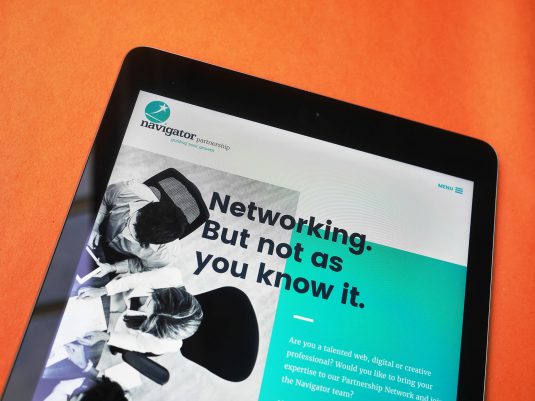 navigator partnership
guiding your growth
MENU
Networking.
But not as
you know it.
Are you a talented web, digital or creative
professional? Would you like to bring your
expertise to our Partnership Network and join
the Navigator team?